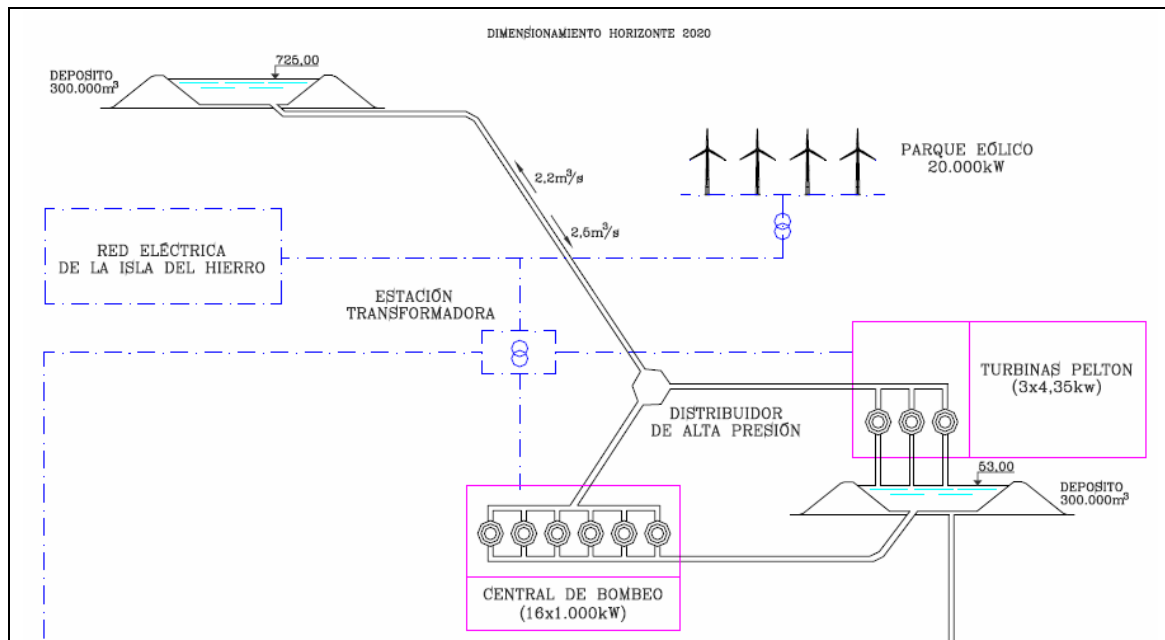 DIMENSIONAMIENTO HORIZONTE 2020
725,00
DEPOSITO
300.000m³
PARQUE EÓLICO
20.000kW
2,2m³/s
2,5m³/s
RED ELÉCTRICA
DE LA ISLA DEL HIERRO
ESTACIÓN
TRANSFORMADORA
TURBINAS PELTON
(3x4,35kw)
DISTRIBUIDOR
DE ALTA PRESIÓN
53,00
DEPOSITO
300.000m³
CENTRAL DE BOMBEO
(16x1.000kW)